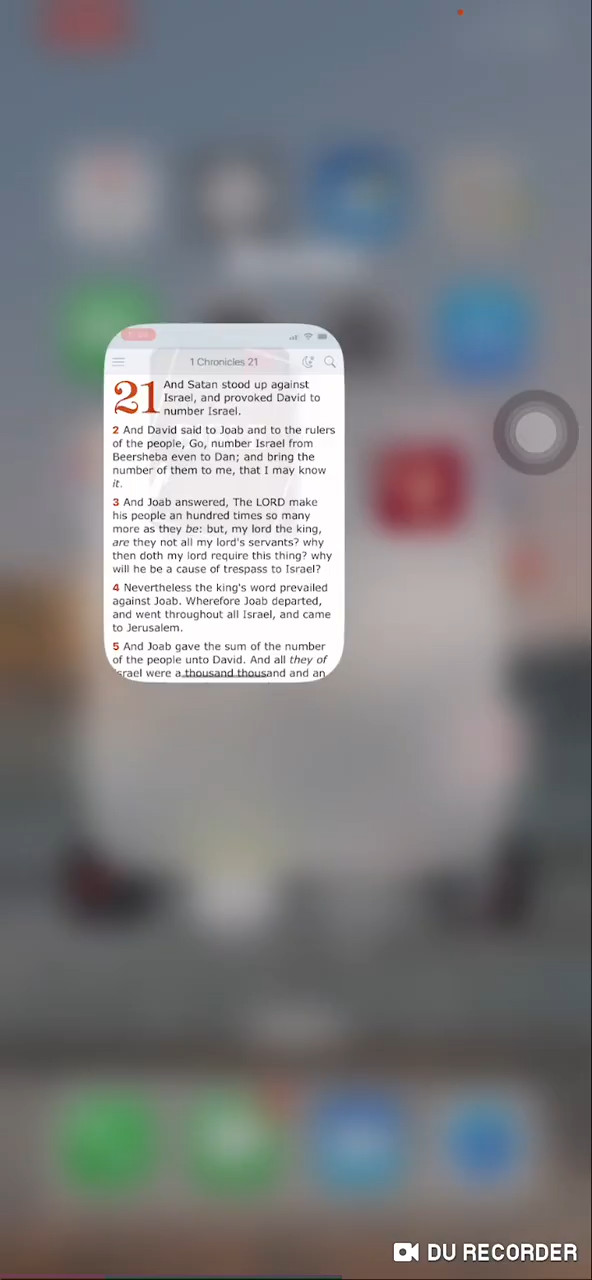 1 Chronicles 21
21 And Satan stood up against
Israel, and provoked David to
number Israel.
2 And David said to Joab and to the rulers
of the people, Go, number Israel from
Beersheba even to Dan; and bring the
number of them to me, that I may know
it.
3 And Joab answered, The LORD make
his people an hundred times so many
more as they be: but, my lord the king,
are they not all my lord's servants? why
then doth my lord require this thing? why
will he be a cause of trespass to Israel?
4 Nevertheless the king's word prevailed
against Joab. Wherefore Joab departed,
and went throughout all Israel, and came
to Jerusalem.
5 And Joab gave the sum of the number
of the people unto David. And all they of
Israel were a thousand thousand and an
DU RECORDER